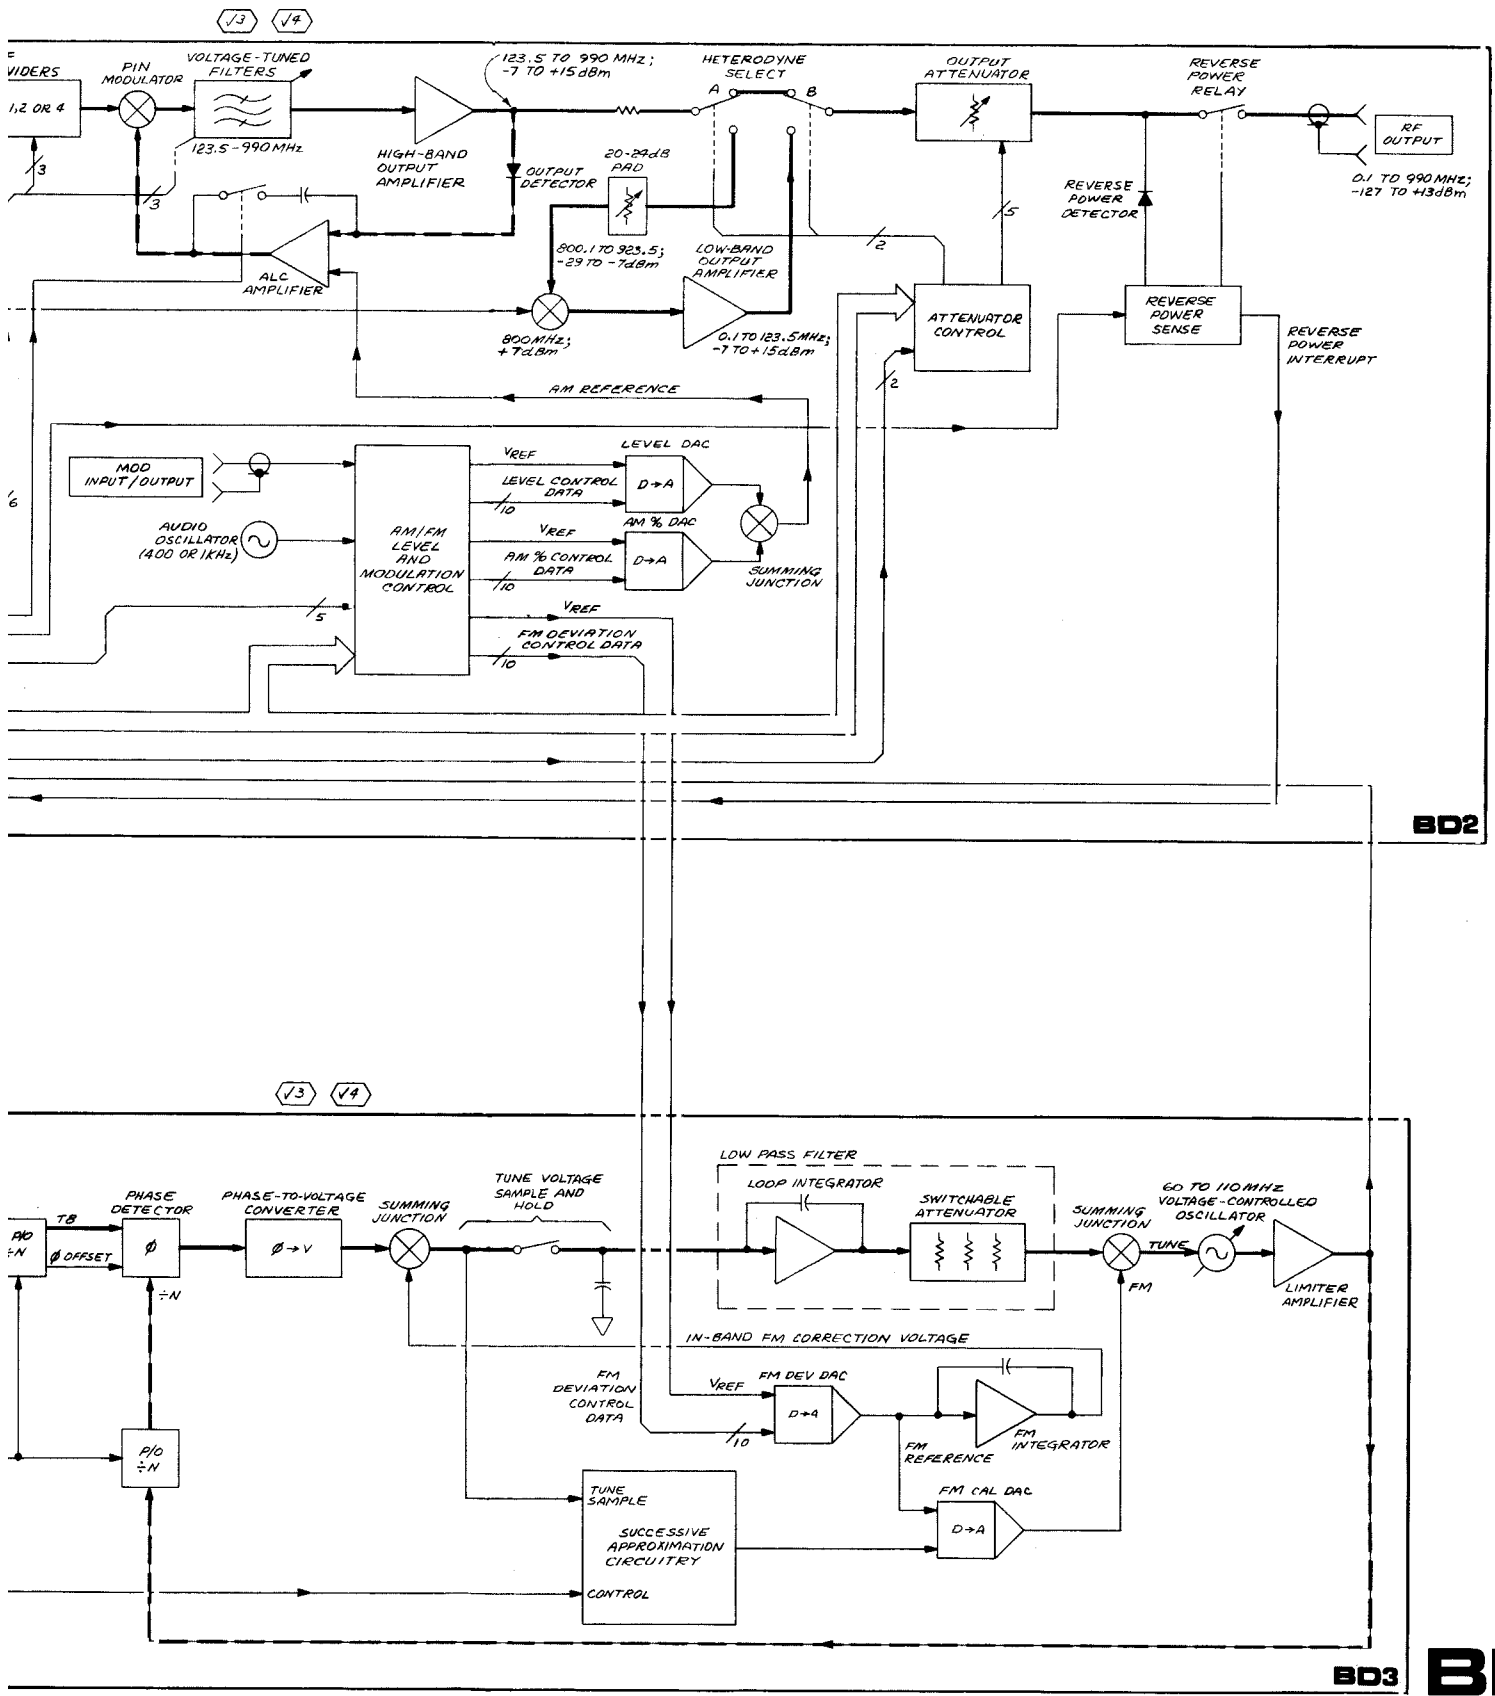 √3 √4
VIDERS
1,2 OR 4
3
PIN
MODULATOR
VOLTAGE-TUNED
FILTERS
123.5-990 MHz
3
HIGH-BAND
OUTPUT
AMPLIFIER
123.5 TO 990 MHz;
-7 TO +15dBm
OUTPUT
DETECTOR
20-24dB
PAD
HETERODYNE
SELECT
A B
OUTPUT
ATTENUATOR
REVERSE
POWER
RELAY
RF
OUTPUT
0.1 TO 990 MHz;
-127 TO +13dBm
REVERSE
POWER
DETECTOR
5
2
ALC
AMPLIFIER
800.1 TO 923.5;
-29 TO -7dBm
LOW-BAND
OUTPUT
AMPLIFIER
800MHz;
+7dBm
0.1 TO 123.5MHz;
-7 TO +15dBm
ATTENUATOR
CONTROL
2
REVERSE
POWER
SENSE
REVERSE
POWER
INTERRUPT
AM REFERENCE
MOD
INPUT/OUTPUT
6
AUDIO
OSCILLATOR
(400 OR 1KHz)
AM/FM
LEVEL
AND
MODULATION
CONTROL
5
VREF
LEVEL CONTROL
DATA
10
LEVEL DAC
D→A
VREF
AM % CONTROL
DATA
10
AM % DAC
D→A
SUMMING
JUNCTION
VREF
FM DEVIATION
CONTROL DATA
10
BD2
√3 √4
P/O
÷N
TB
Ø OFFSET
PHASE
DETECTOR
Ø
÷N
PHASE-TO-VOLTAGE
CONVERTER
Ø→V
SUMMING
JUNCTION
TUNE VOLTAGE
SAMPLE AND
HOLD
LOW PASS FILTER
LOOP INTEGRATOR
SWITCHABLE
ATTENUATOR
SUMMING
JUNCTION
TUNE
FM
60 TO 110MHz
VOLTAGE-CONTROLLED
OSCILLATOR
LIMITER
AMPLIFIER
IN-BAND FM CORRECTION VOLTAGE
FM
DEVIATION
CONTROL
DATA
VREF
10
FM DEV DAC
D→A
FM
REFERENCE
FM
INTEGRATOR
P/O
÷N
FM CAL DAC
D→A
TUNE
SAMPLE
SUCCESSIVE
APPROXIMATION
CIRCUITRY
CONTROL
BD3